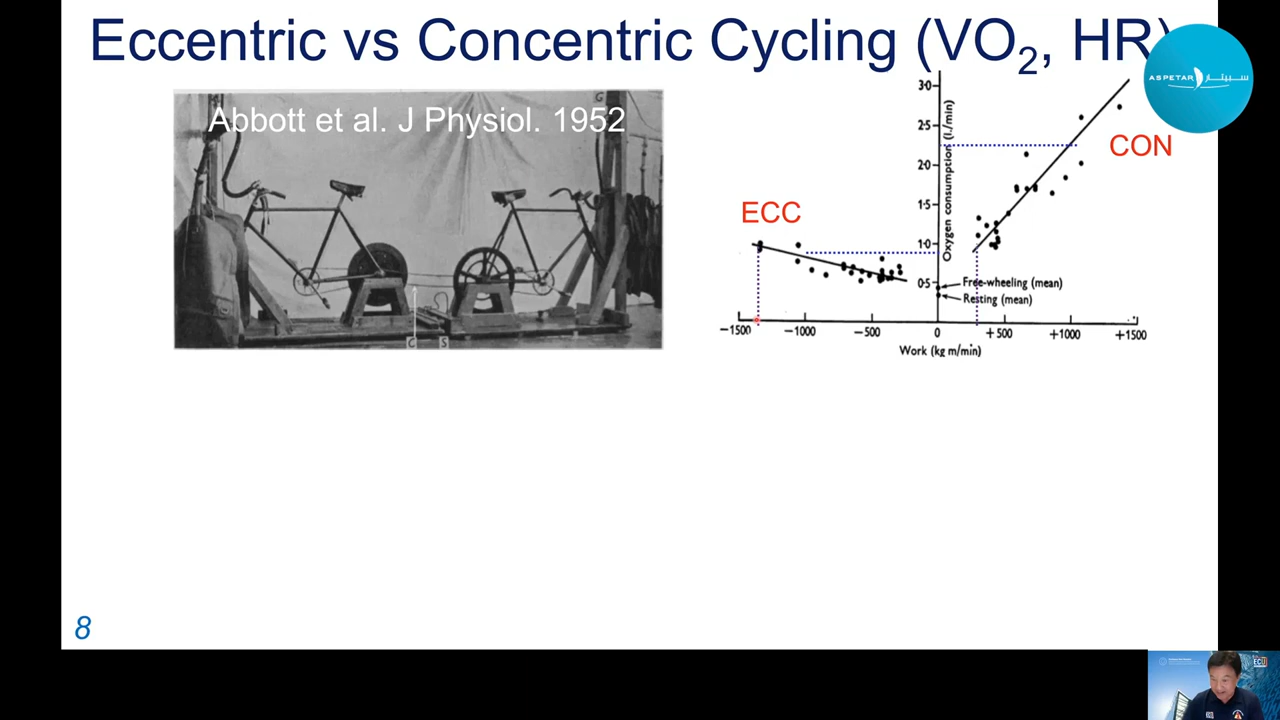 Eccentric vs Concentric Cycling (VO2, HR)
ASPETAR سبيتار
Abbott et al. J Physiol. 1952
C S
ECC
CON
3·0
2·5
2·0
1·5
1·0
0·5
Oxygen consumption (l./min)
Free-wheeling (mean)
Resting (mean)
−1500 −1000 −500 0 +500 +1000 +1500
Work (kg m/min)
8
ECU